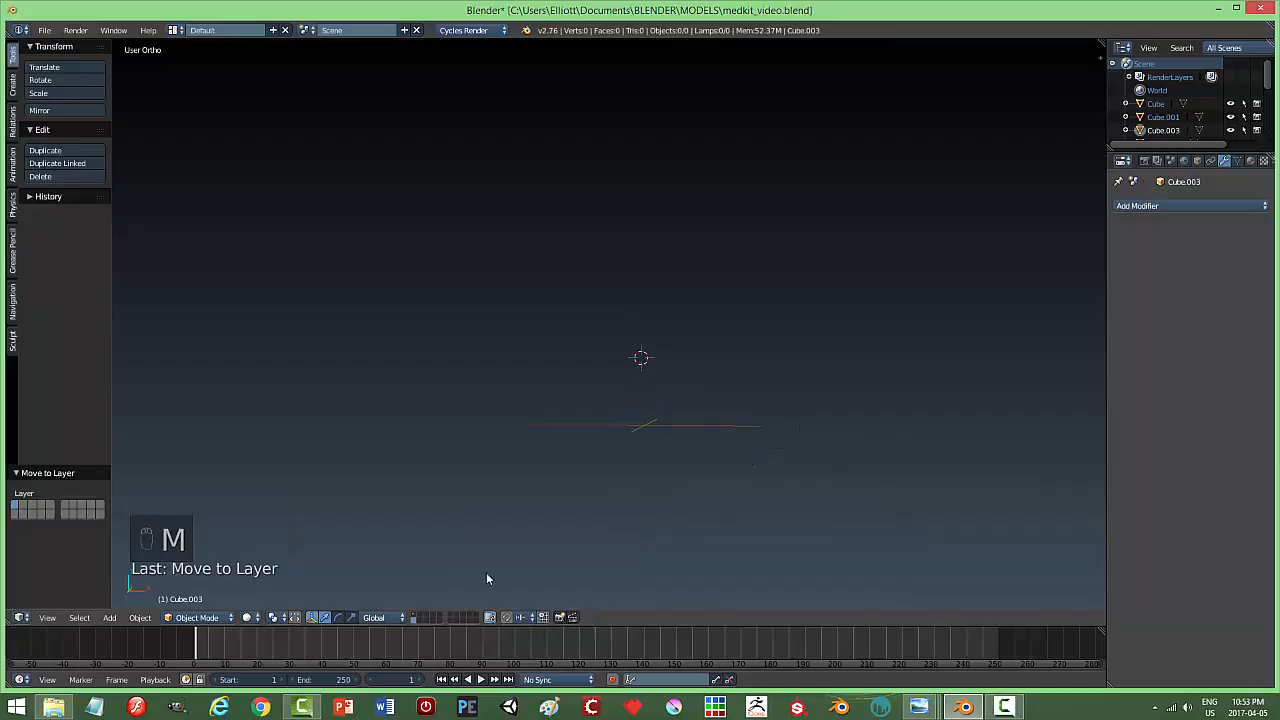 Blender* [C:\Users\Elliott\Documents\BLENDER\MODELS\medkit_video.blend]
File Render Window Help Default Scene Cycles Render v2.76 | Verts:0 | Faces:0 | Tris:0 | Objects:0/0 | Lamps:0/0 | Mem:52.37M | Cube.003
View Search All Scenes
Tools
Create
Relations
Animation
Physics
Grease Pencil
Navigation
Sculpt
Transform
Translate
Rotate
Scale
Mirror
Edit
Duplicate
Duplicate Linked
Delete
History
User Ortho
Scene
RenderLayers
World
Cube
Cube.001
Cube.003
Cube.003
Add Modifier
Move to Layer
Layer
M
Last: Move to Layer
(1) Cube.003
View Select Add Object Object Mode Global
-50 -40 -30 -20 -10 0 10 20 30 40 50 60 70 80 90 100 110 120 130 140 150 160 170 180 190 200 210 220 230 240 250 260 270 280
View Marker Frame Playback Start: 1 End: 250 1 No Sync
ENG 10:53 PM
US 2017-04-05